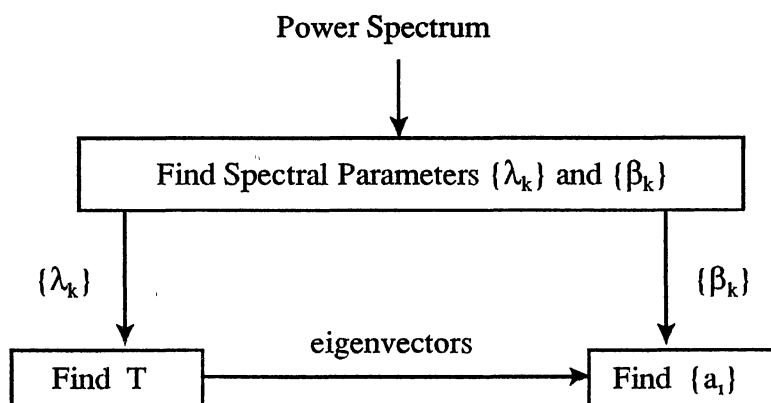 Power Spectrum
Find Spectral Parameters {λₖ} and {βₖ}
{λₖ}
{βₖ}
eigenvectors
Find T
Find {aᵢ}